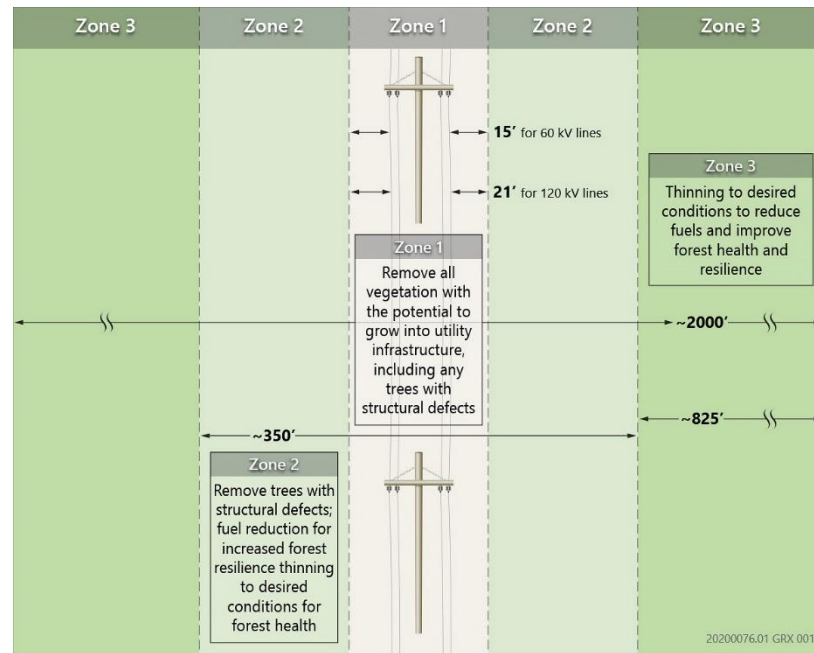 Zone 3 Zone 2 Zone 1 Zone 2 Zone 3
15' for 60 kV lines
21' for 120 kV lines
Zone 3
Thinning to desired
conditions to reduce
fuels and improve
forest health and
resilience
Zone 1
Remove all
vegetation with
the potential to
grow into utility
infrastructure,
including any
trees with
structural defects
~2000'
~825'
~350'
Zone 2
Remove trees with
structural defects;
fuel reduction for
increased forest
resilience thinning
to desired
conditions for
forest health
20200076.01 GRX 001